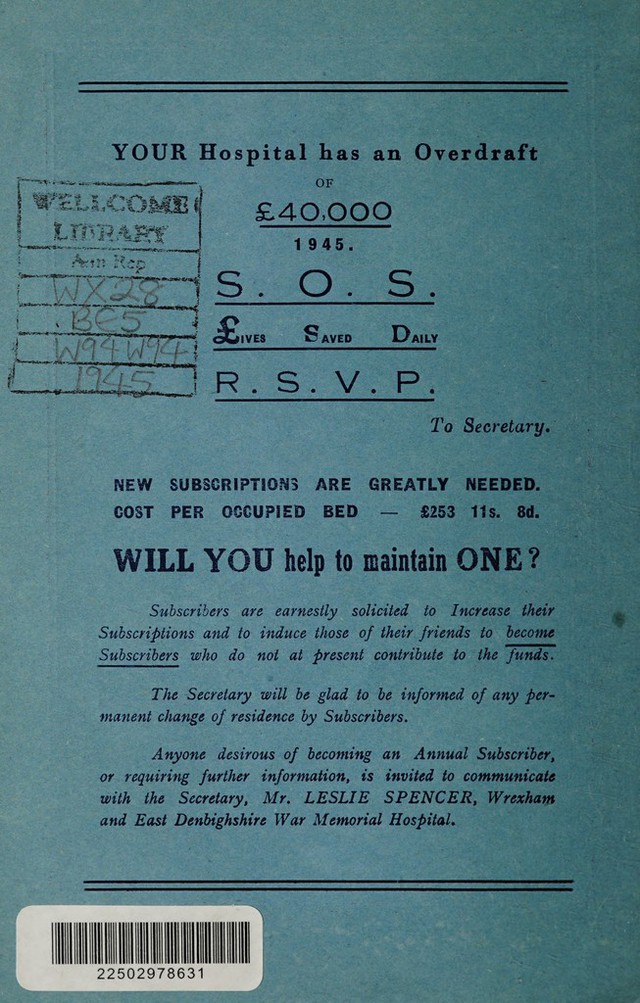 YOUR Hospital has an Overdraft
OF
£40,000
1945.
S. O. S.
£ives Saved Daily
R. S. V. P.
To Secretary.
WELLCOME
LIBRARY
Ann Rep
WX28
BE5
W94W94
1945
NEW SUBSCRIPTIONS ARE GREATLY NEEDED.
COST PER OCCUPIED BED — £253 11s. 8d.
WILL YOU help to maintain ONE?
Subscribers are earnestly solicited to Increase their
Subscriptions and to induce those of their friends to become
Subscribers who do not at present contribute to the funds.
The Secretary will be glad to be informed of any per-
manent change of residence by Subscribers.
Anyone desirous of becoming an Annual Subscriber,
or requiring further information, is invited to communicate
with the Secretary, Mr. LESLIE SPENCER, Wrexham
and East Denbighshire War Memorial Hospital.
22502978631